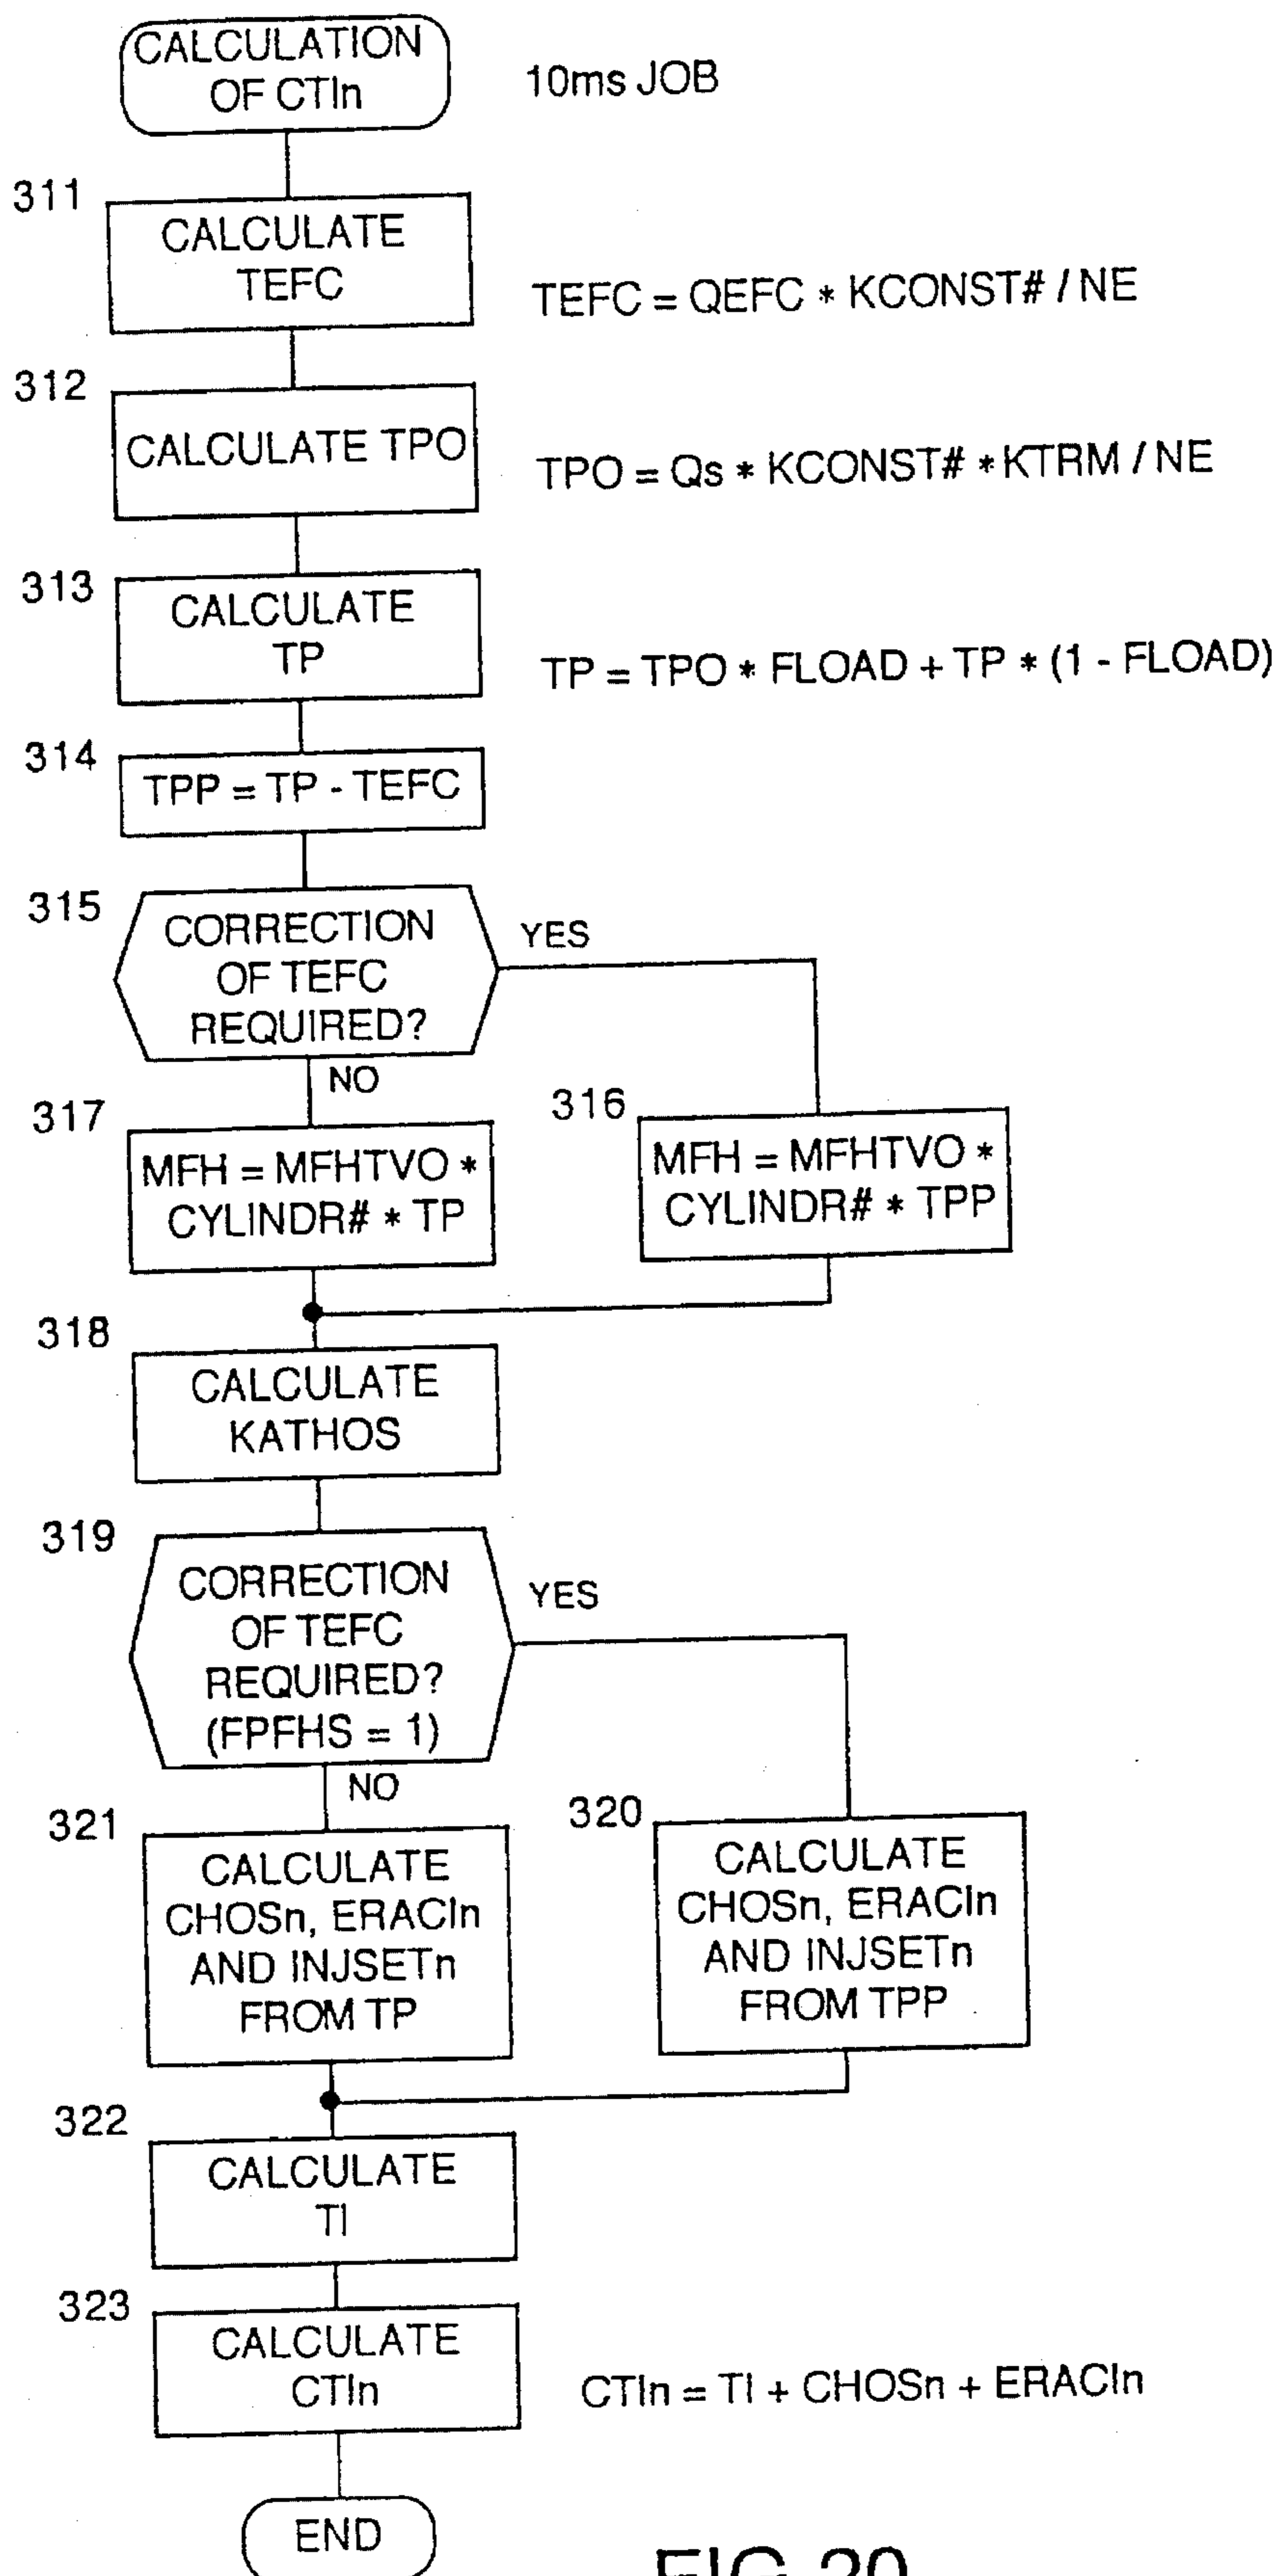 CALCULATION
OF CTIn
10ms JOB
311
CALCULATE
TEFC
TEFC = QEFC * KCONST# / NE
312
CALCULATE TPO
TPO = Qs * KCONST# * KTRM / NE
313
CALCULATE
TP
TP = TPO * FLOAD + TP * (1 - FLOAD)
314
TPP = TP - TEFC
315
CORRECTION
OF TEFC
REQUIRED?
YES
NO
317
MFH = MFHTVO *
CYLINDR# * TP
316
MFH = MFHTVO *
CYLINDR# * TPP
318
CALCULATE
KATHOS
319
CORRECTION
OF TEFC
REQUIRED?
(FPFHS = 1)
YES
NO
321
CALCULATE
CHOSn, ERACIn
AND INJSETn
FROM TP
320
CALCULATE
CHOSn, ERACIn
AND INJSETn
FROM TPP
322
CALCULATE
TI
323
CALCULATE
CTIn
CTIn = TI + CHOSn + ERACIn
END
FIG. 20